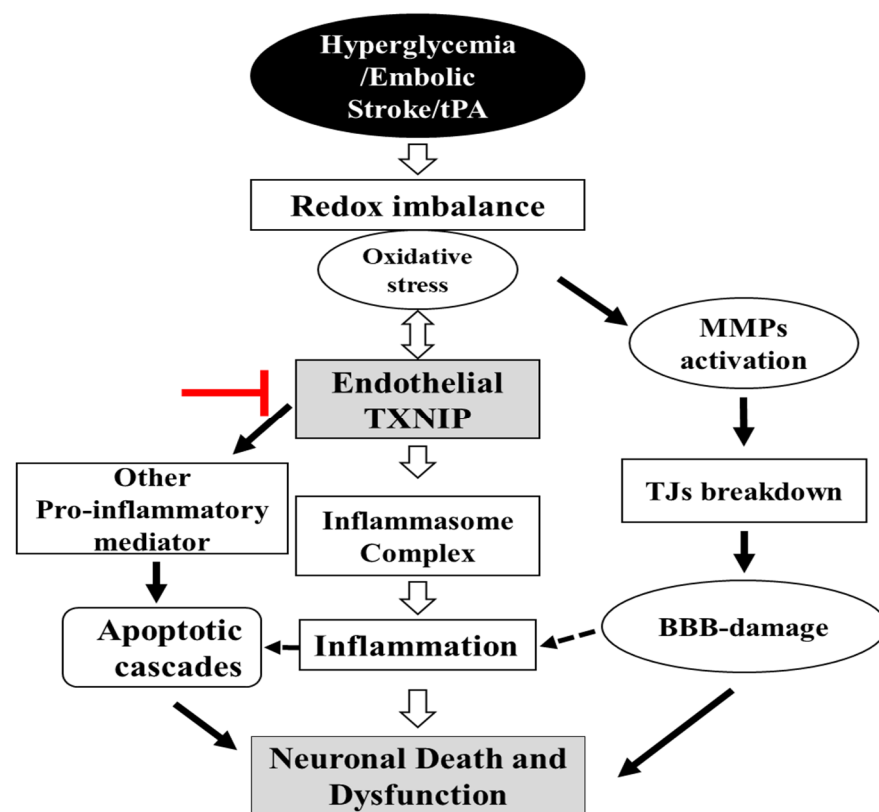 Hyperglycemia
/Embolic
Stroke/tPA
Redox imbalance
Oxidative
stress
MMPs
activation
Endothelial
TXNIP
Other
Pro-inflammatory
mediator
Inflammasome
Complex
TJs breakdown
Apoptotic
cascades
Inflammation
BBB-damage
Neuronal Death and
Dysfunction